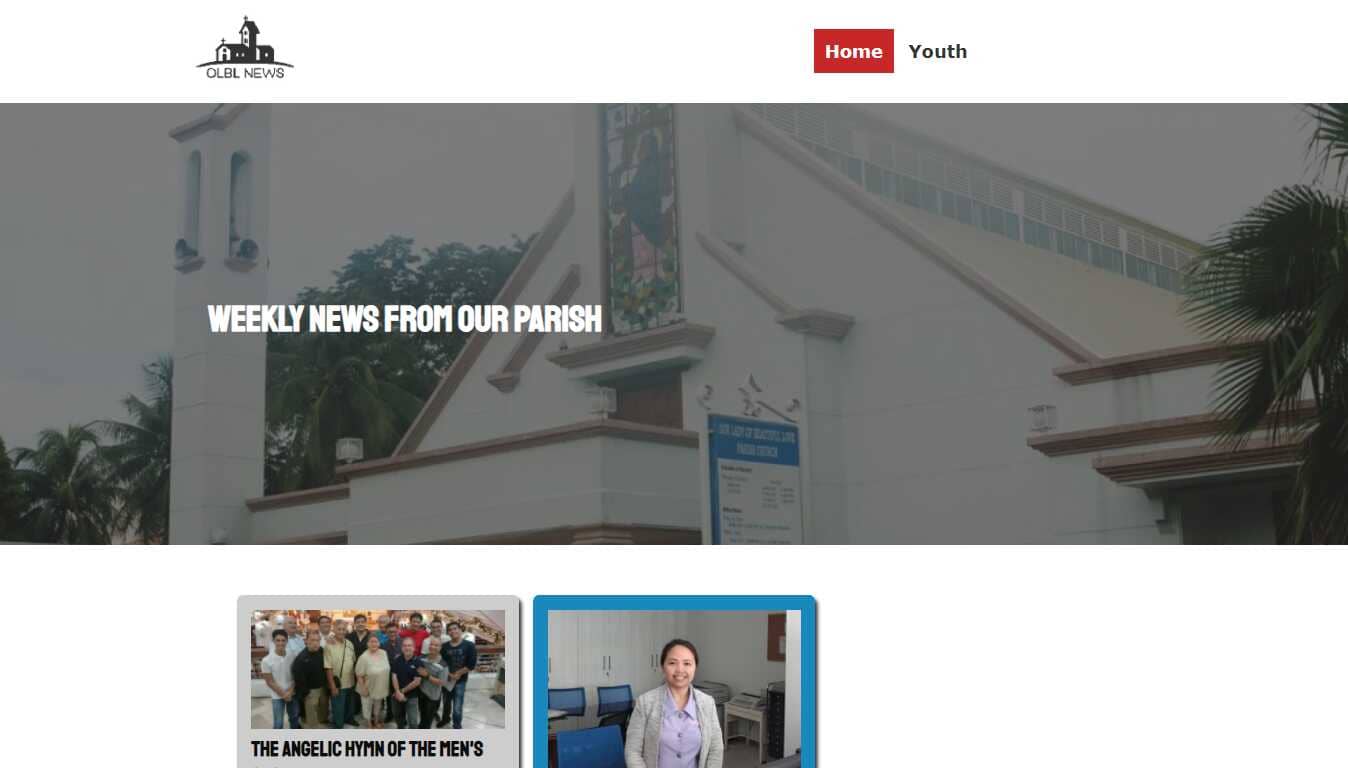 OLBL NEWS
Home
Youth
WEEKLY NEWS FROM OUR PARISH
OUR LADY OF BEAUTIFUL LOVE
PARISH CHURCH
THE ANGELIC HYMN OF THE MEN'S